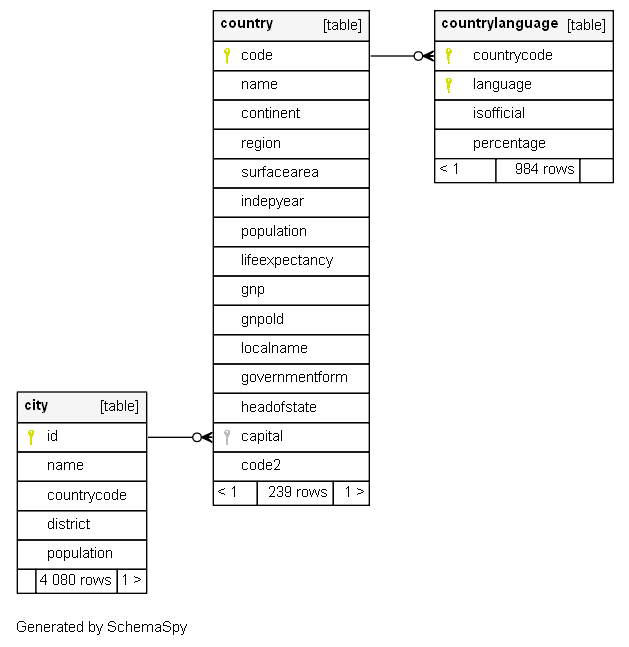 country [table]
code
name
continent
region
surfacearea
indepyear
population
lifeexpectancy
gnp
gnpold
localname
governmentform
headofstate
capital
code2
< 1 239 rows 1 >
countrylanguage [table]
countrycode
language
isofficial
percentage
< 1 984 rows
city [table]
id
name
countrycode
district
population
4 080 rows 1 >
Generated by SchemaSpy